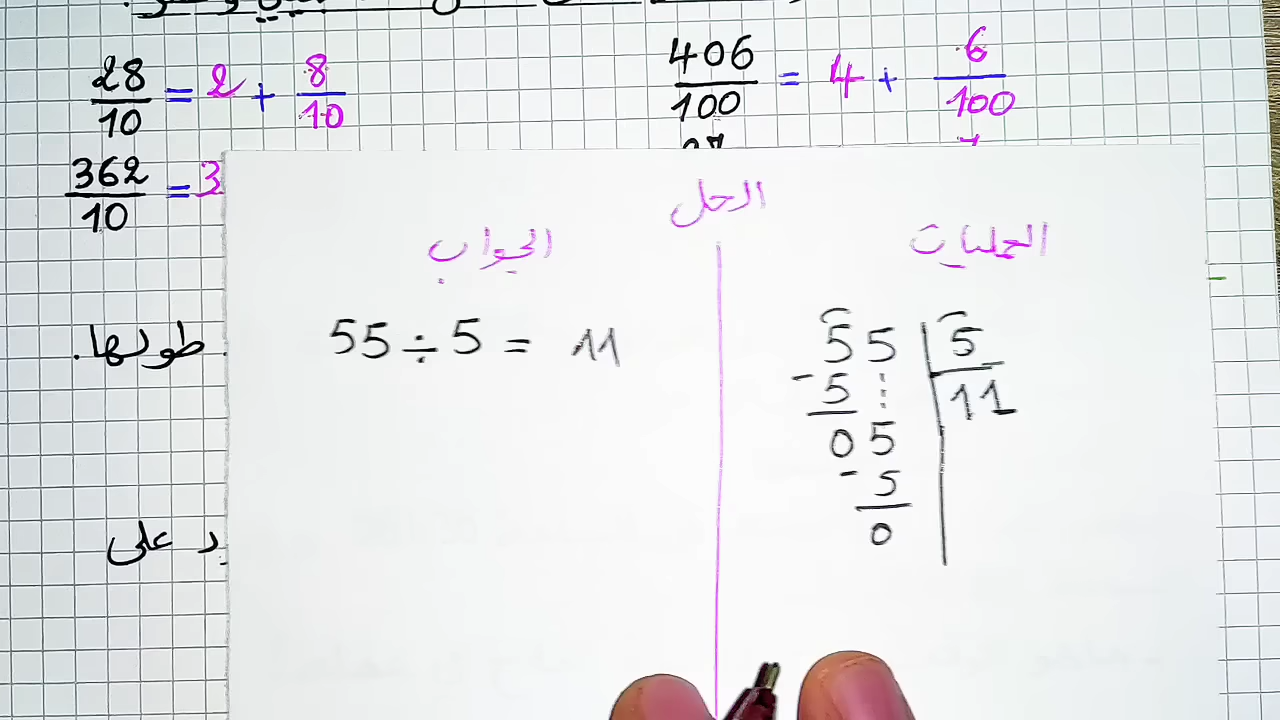 28/10 = 2 + 8/10
406/100 = 4 + 6/100
362/10 = 3
الحل
العمليات
الجواب
55 ÷ 5 = 11
55 | 5
- 5 | 11
05
- 5
0
طولها.
على